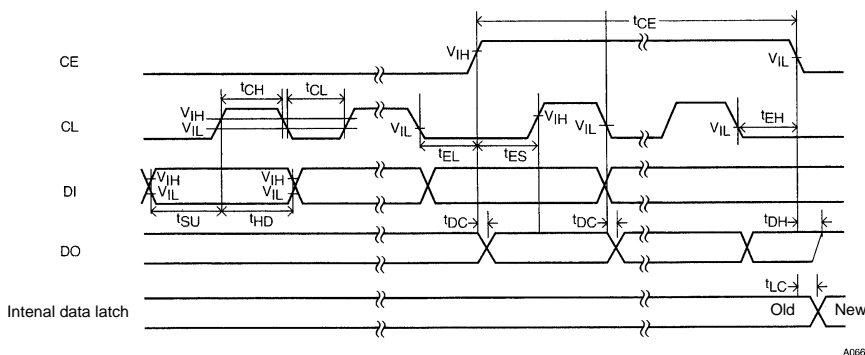 tCE
CE
VIH
VIL
tCH
tCL
CL
VIH
VIL
VIL
VIH
VIL
VIL
tEH
tEL
tES
DI
VIH
VIL
VIH
VIL
tSU
tHD
tDC
tDC
tDH
DO
tLC
Intenal data latch
Old
New